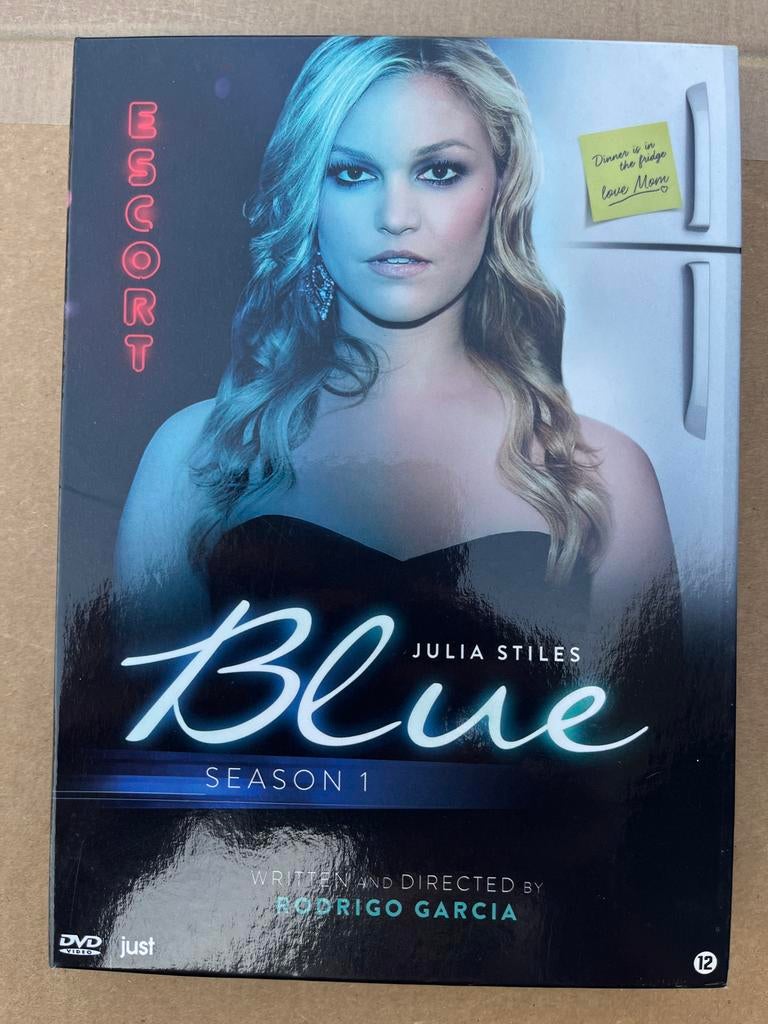 ESCORT
Dinner is in
the fridge
love Mom
JULIA STILES
Blue
SEASON 1
WRITTEN AND DIRECTED BY
RODRIGO GARCIA
DVD
VIDEO
just
12